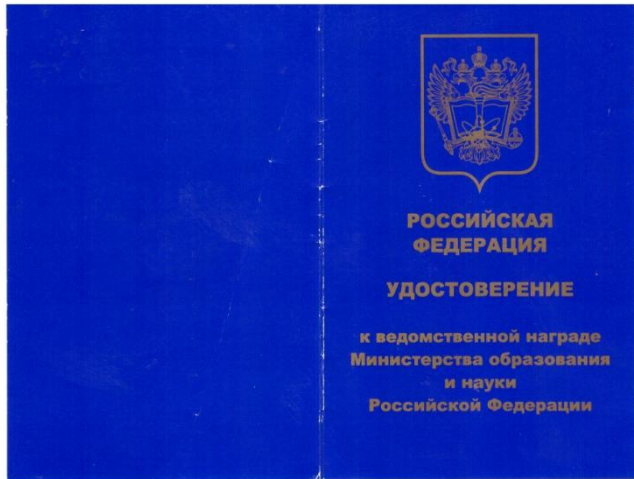 РОССИЙСКАЯ
ФЕДЕРАЦИЯ
УДОСТОВЕРЕНИЕ
к ведомственной награде
Министерства образования
и науки
Российской Федерации